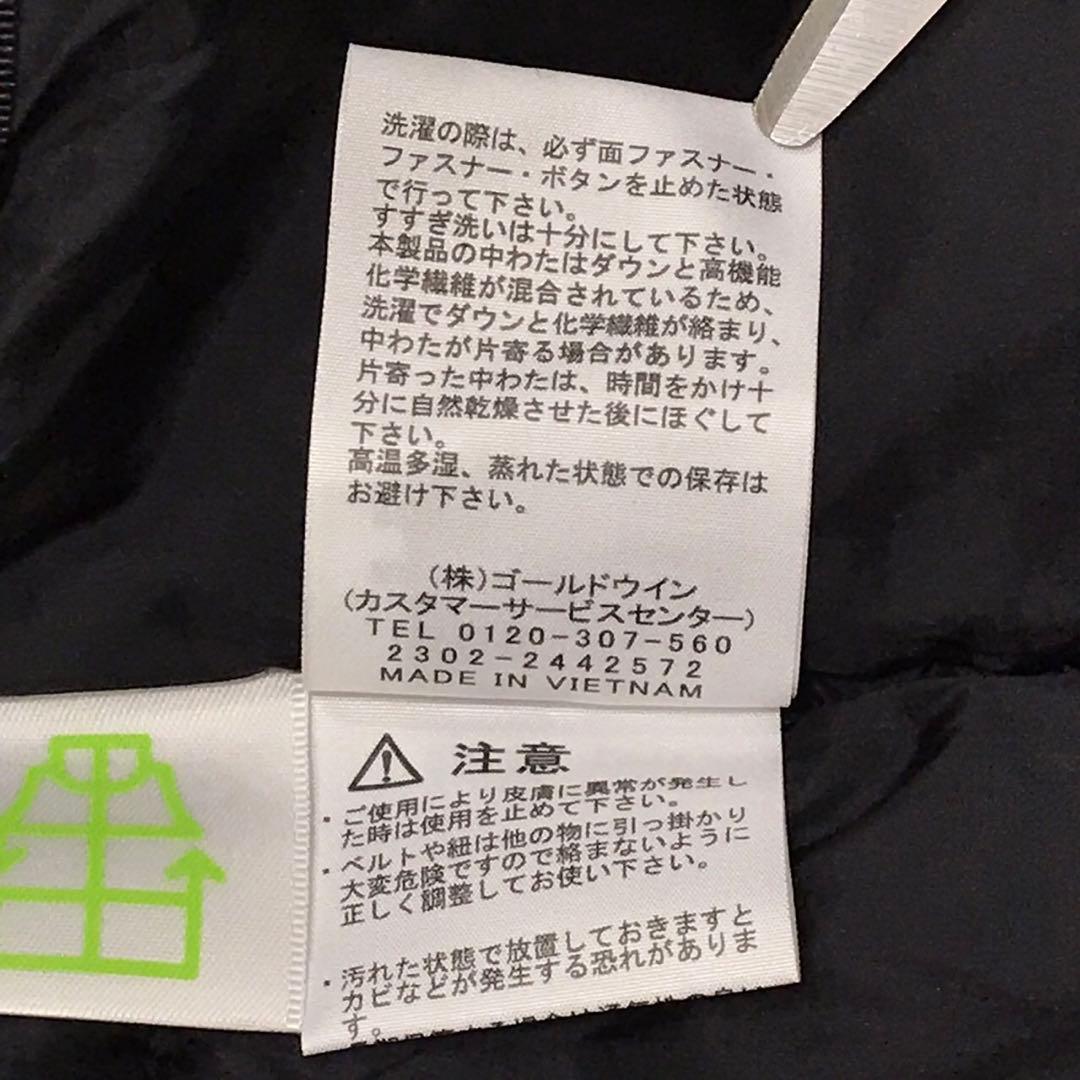 洗濯の際は、必ず面ファスナー・
ファスナー・ボタンを止めた状態
で行って下さい。
すすぎ洗いは十分にして下さい。
本製品の中わたはダウンと高機能
化学繊維が混合されているため、
洗濯でダウンと化学繊維が絡まり、
中わたが片寄る場合があります。
片寄った中わたは、時間をかけ十
分に自然乾燥させた後にほぐして
下さい。
高温多湿、蒸れた状態での保存は
お避け下さい。
(株)ゴールドウイン
(カスタマーサービスセンター)
TEL 0120-307-560
2302-2442572
MADE IN VIETNAM
注意
・ご使用により皮膚に異常が発生し
た時は使用を止めて下さい。
・ベルトや紐は他の物に引っ掛かり
大変危険ですので絡まないように
正しく調整してお使い下さい。
・汚れた状態で放置しておきますと
カビなどが発生する恐れがありま
す。